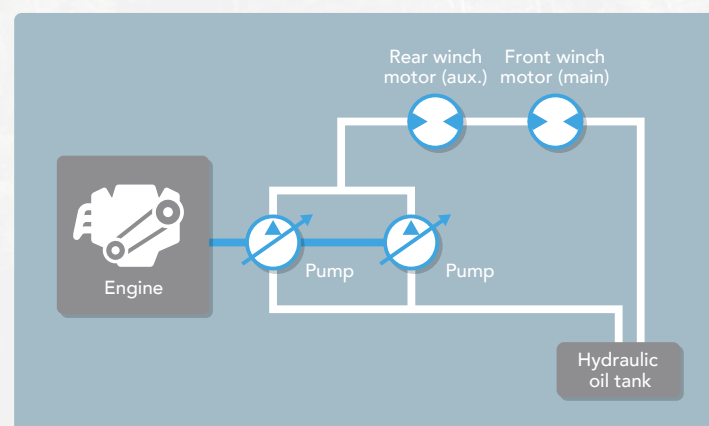 Rear winch
motor (aux.)
Front winch
motor (main)
Engine
Pump
Pump
Hydraulic
oil tank